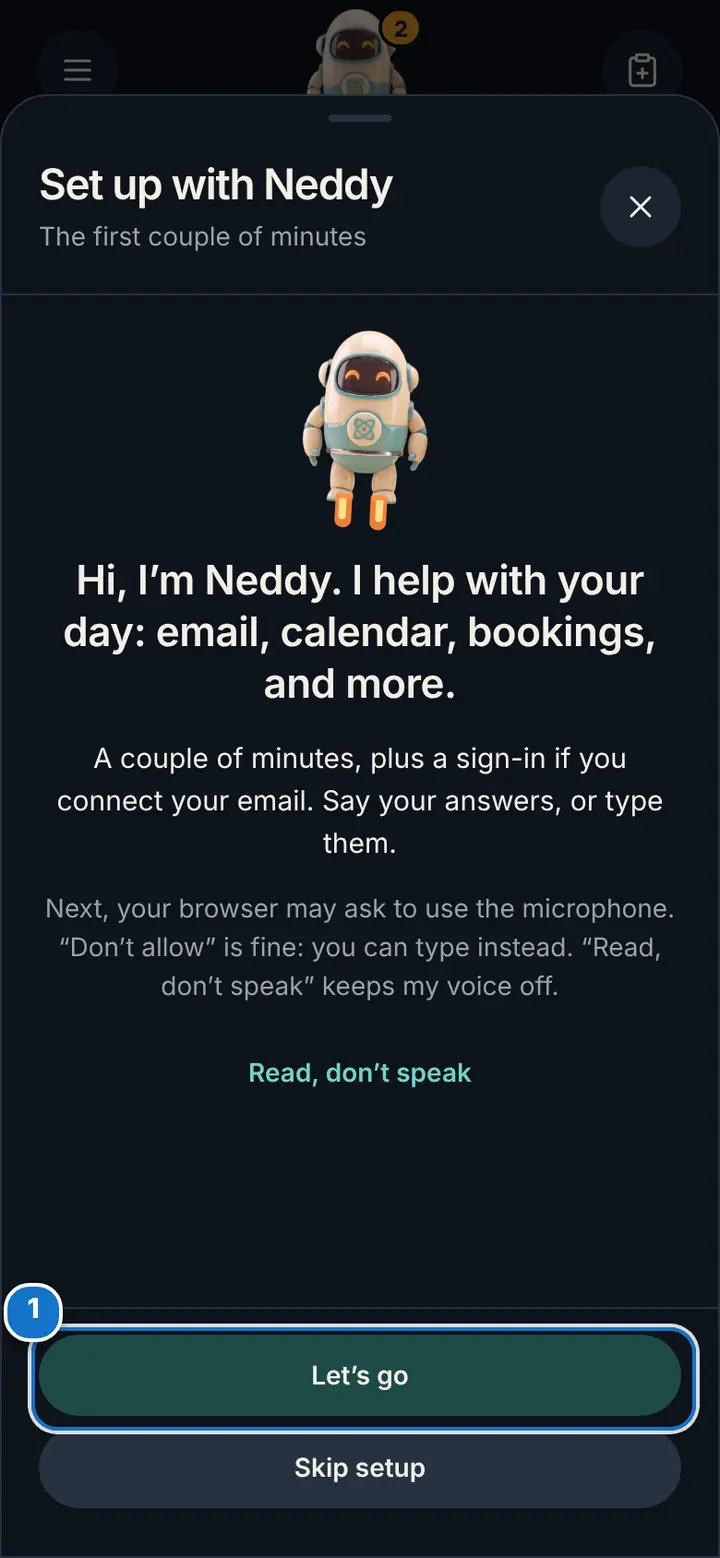 2
Set up with Neddy
The first couple of minutes
Hi, I’m Neddy. I help with your
day: email, calendar, bookings,
and more.
A couple of minutes, plus a sign-in if you
connect your email. Say your answers, or type
them.
Next, your browser may ask to use the microphone.
“Don’t allow” is fine: you can type instead. “Read,
don’t speak” keeps my voice off.
Read, don’t speak
1
Let’s go
Skip setup